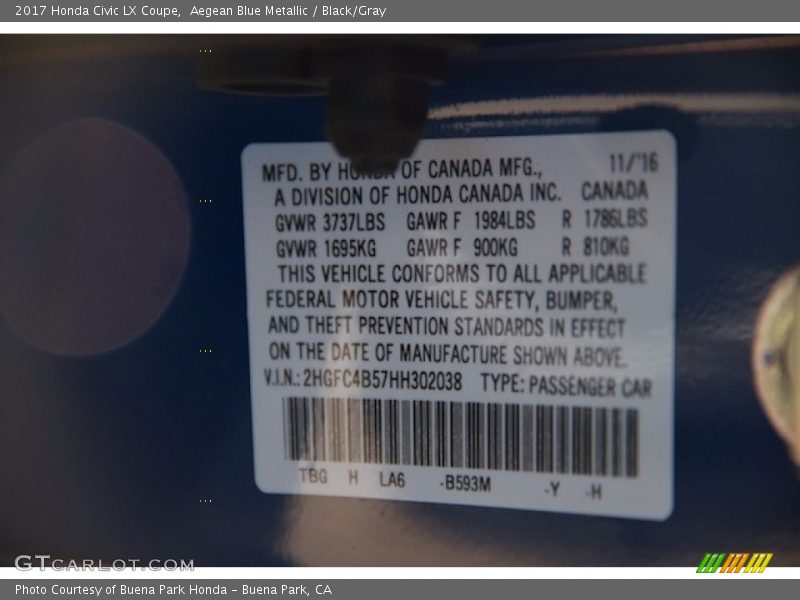 2017 Honda Civic LX Coupe,  Aegean Blue Metallic / Black/Gray
MFD. BY HONDA OF CANADA MFG., 11/'16
A DIVISION OF HONDA CANADA INC. CANADA
GVWR 3737LBS GAWR F 1984LBS R 1786LBS
GVWR 1695KG GAWR F 900KG R 810KG
THIS VEHICLE CONFORMS TO ALL APPLICABLE
FEDERAL MOTOR VEHICLE SAFETY, BUMPER,
AND THEFT PREVENTION STANDARDS IN EFFECT
ON THE DATE OF MANUFACTURE SHOWN ABOVE.
V.I.N.: 2HGFC4B57HH302038 TYPE: PASSENGER CAR
TBG H LA6 -B593M -Y -H
GTCARLOT.COM
Photo Courtesy of Buena Park Honda – Buena Park, CA